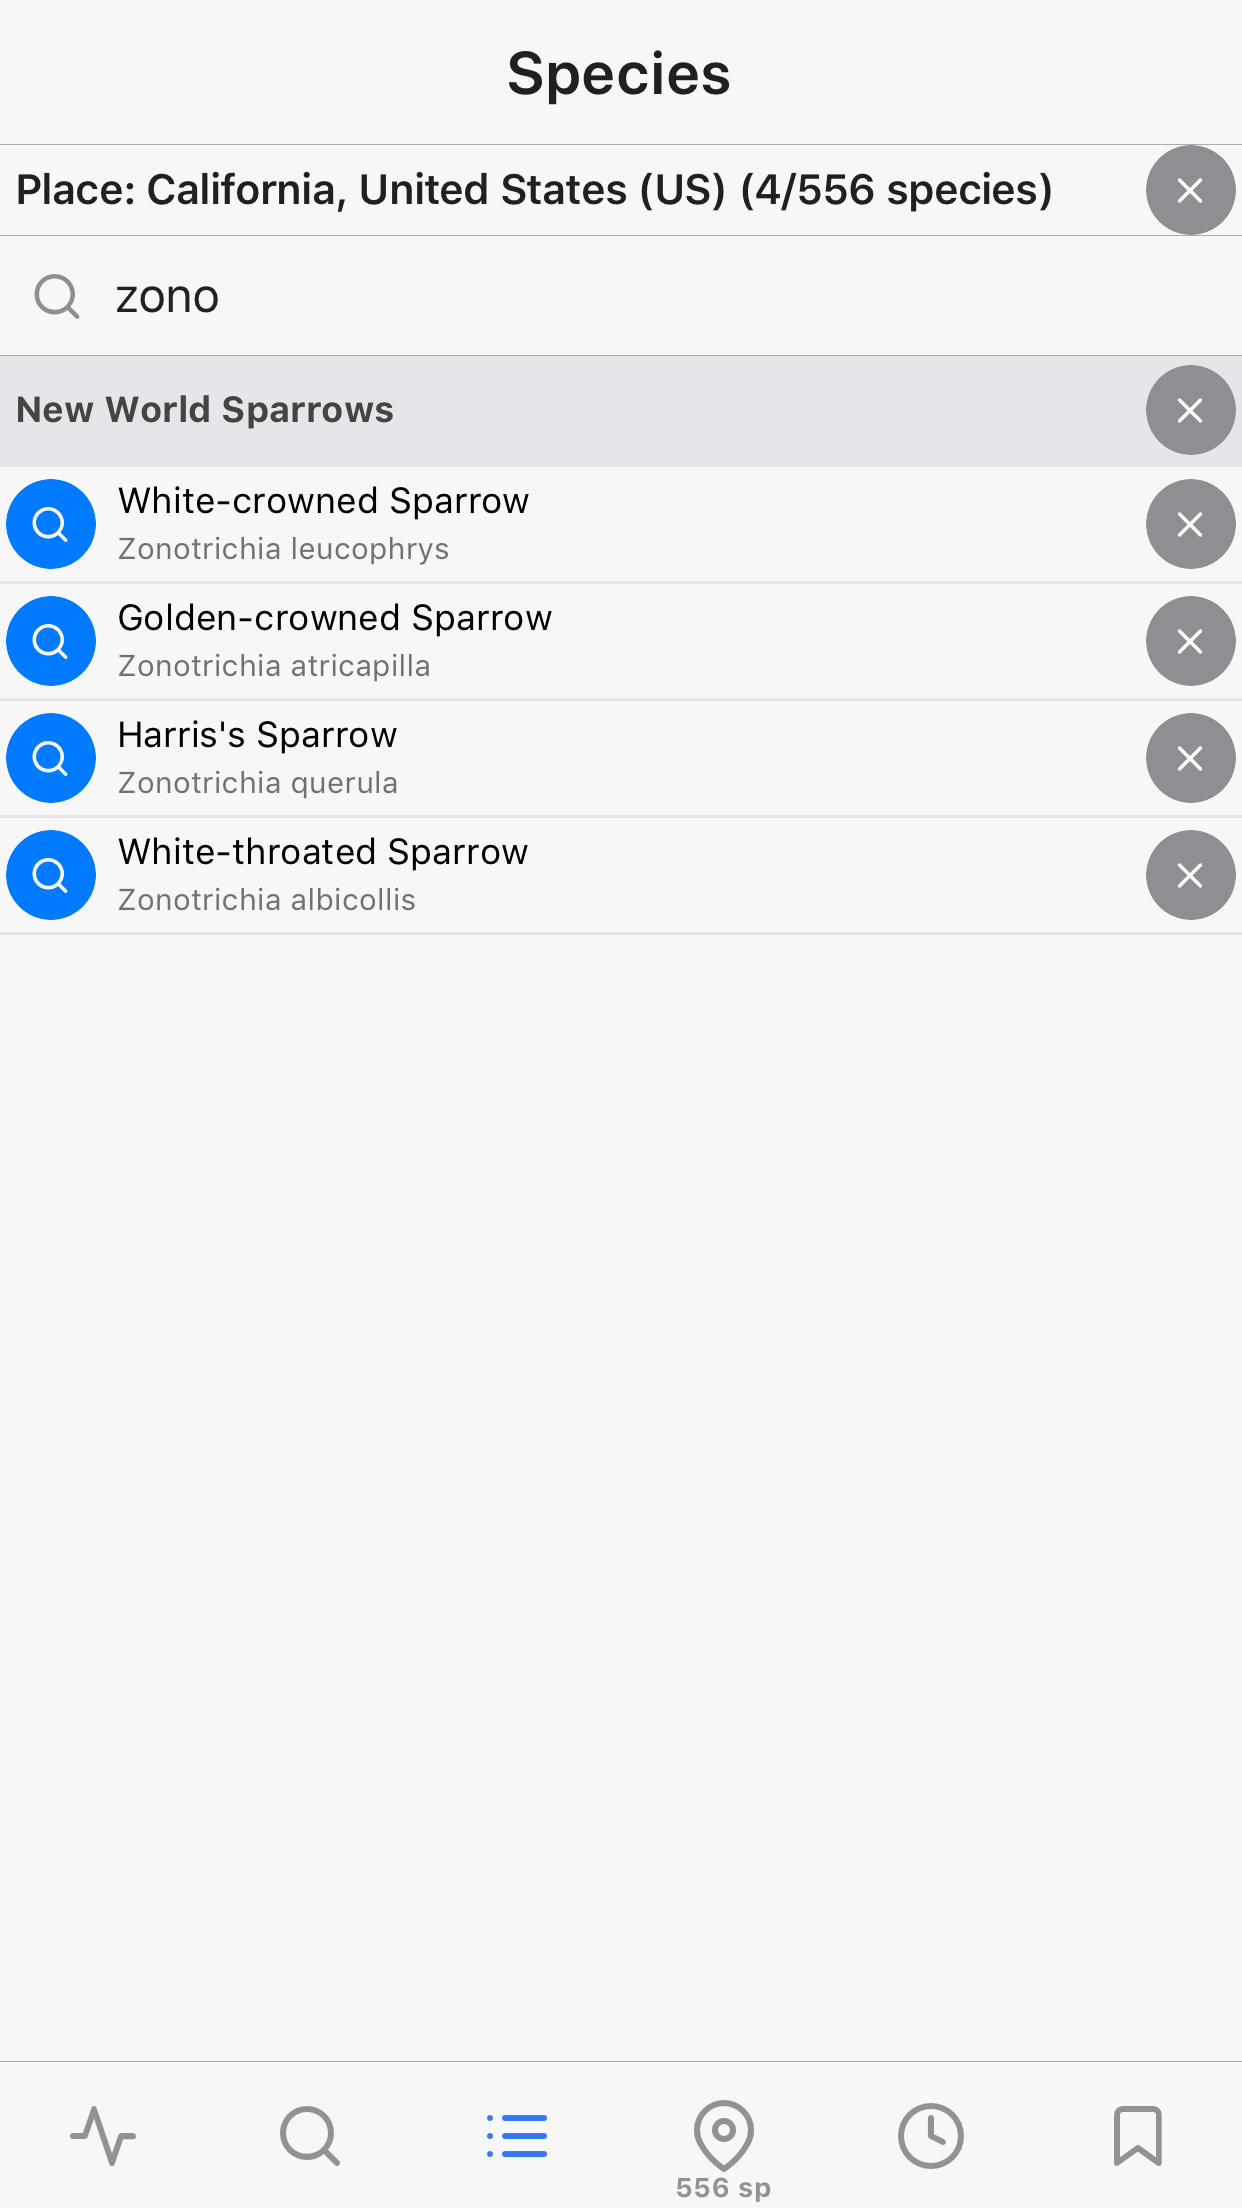 Species
Place: California, United States (US) (4/556 species)
zono
New World Sparrows
White-crowned Sparrow
Zonotrichia leucophrys
Golden-crowned Sparrow
Zonotrichia atricapilla
Harris's Sparrow
Zonotrichia querula
White-throated Sparrow
Zonotrichia albicollis
556 sp